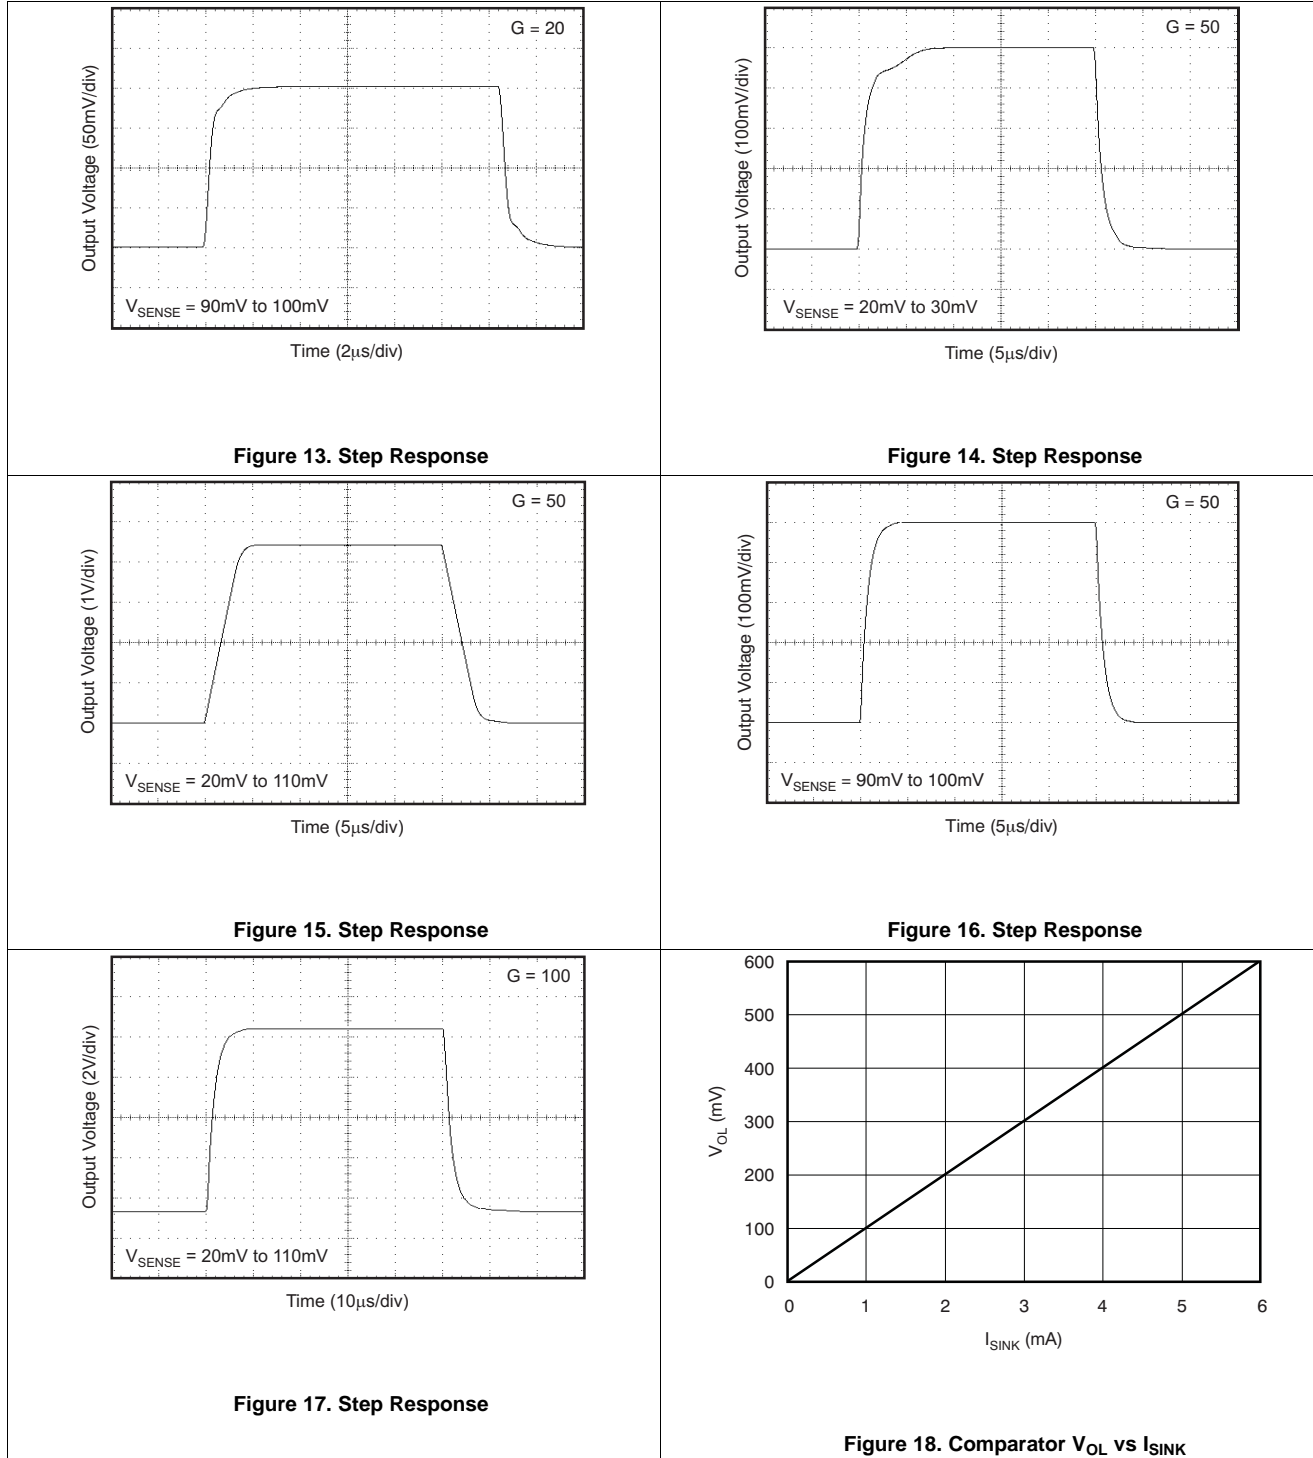 G = 20
Output Voltage (50mV/div)
VSENSE = 90mV to 100mV
Time (2μs/div)
Figure 13. Step Response
G = 50
Output Voltage (100mV/div)
VSENSE = 20mV to 30mV
Time (5μs/div)
Figure 14. Step Response
G = 50
Output Voltage (1V/div)
VSENSE = 20mV to 110mV
Time (5μs/div)
Figure 15. Step Response
G = 50
Output Voltage (100mV/div)
VSENSE = 90mV to 100mV
Time (5μs/div)
Figure 16. Step Response
G = 100
Output Voltage (2V/div)
VSENSE = 20mV to 110mV
Time (10μs/div)
Figure 17. Step Response
600
500
400
300
200
100
0
VOL (mV)
0 1 2 3 4 5 6
ISINK (mA)
Figure 18. Comparator VOL vs ISINK